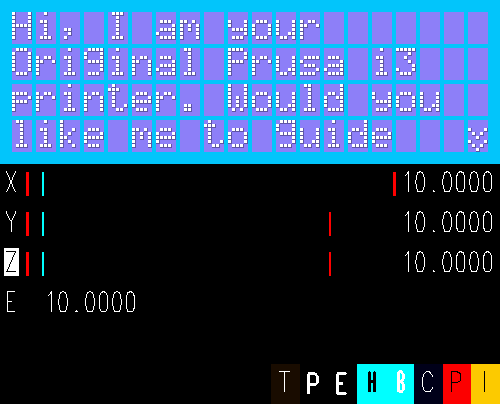 Hi, I am your
Original Prusa i3
printer. Would you
like me to guide
X 10.0000
Y 10.0000
Z 10.0000
E 10.0000
T P E H B C P I